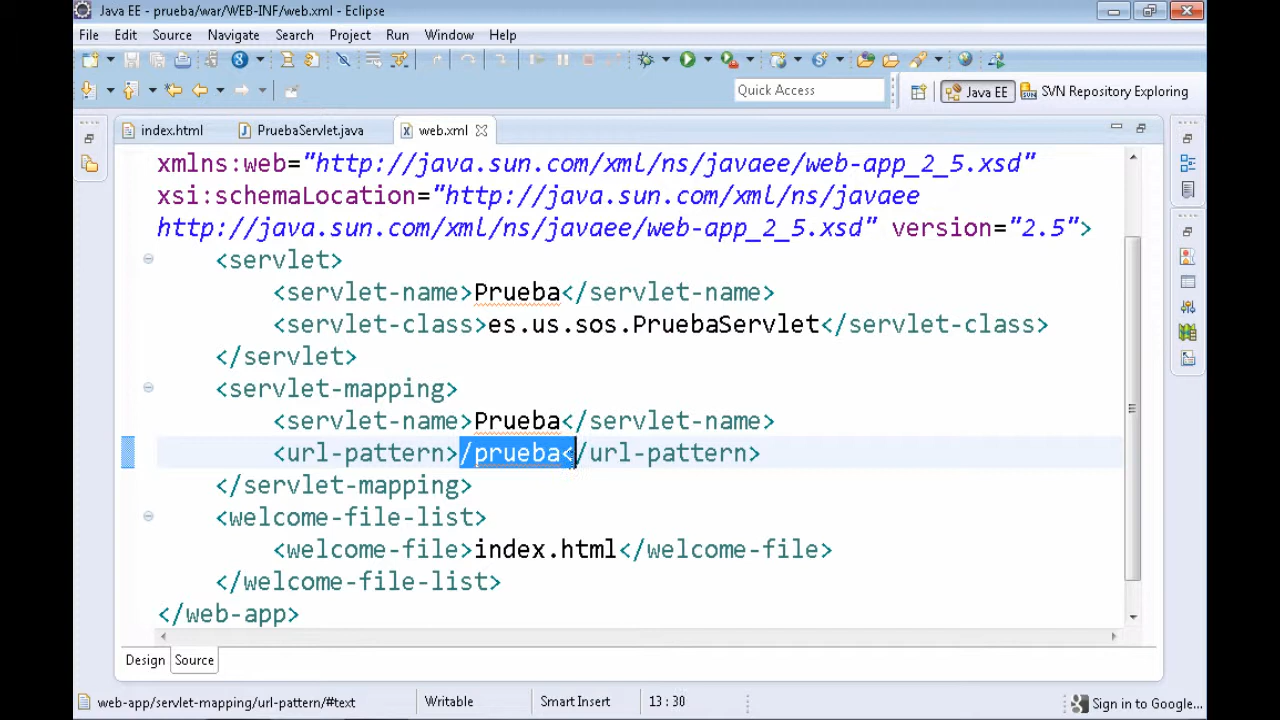 Java EE - prueba/war/WEB-INF/web.xml - Eclipse
File Edit Source Navigate Search Project Run Window Help
Quick Access Java EE SVN Repository Exploring
index.html PruebaServlet.java web.xml
xmlns:web="http://java.sun.com/xml/ns/javaee/web-app_2_5.xsd"
xsi:schemaLocation="http://java.sun.com/xml/ns/javaee
http://java.sun.com/xml/ns/javaee/web-app_2_5.xsd" version="2.5">
<servlet>
<servlet-name>Prueba</servlet-name>
<servlet-class>es.us.sos.PruebaServlet</servlet-class>
</servlet>
<servlet-mapping>
<servlet-name>Prueba</servlet-name>
<url-pattern>/prueba</url-pattern>
</servlet-mapping>
<welcome-file-list>
<welcome-file>index.html</welcome-file>
</welcome-file-list>
</web-app>
Design Source
web-app/servlet-mapping/url-pattern/#text Writable Smart Insert 13:30 Sign in to Google...